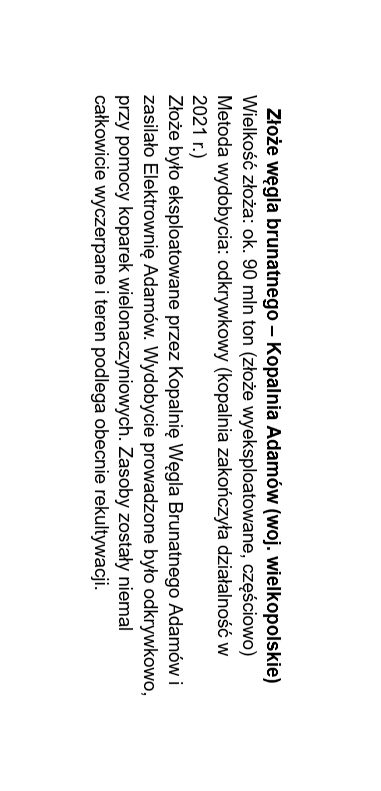 Złoże węgla brunatnego – Kopalnia Adamów (woj. wielkopolskie)
Wielkość złoża: ok. 90 mln ton (złoże wyeksploatowane, częściowo)
Metoda wydobycia: odkrywkowy (kopalnia zakończyła działalność w
2021 r.)
Złoże było eksploatowane przez Kopalnię Węgla Brunatnego Adamów i
zasilało Elektrownię Adamów. Wydobycie prowadzone było odkrywkowo,
przy pomocy koparek wielonaczyniowych. Zasoby zostały niemal
całkowicie wyczerpane i teren podlega obecnie rekultywacji.